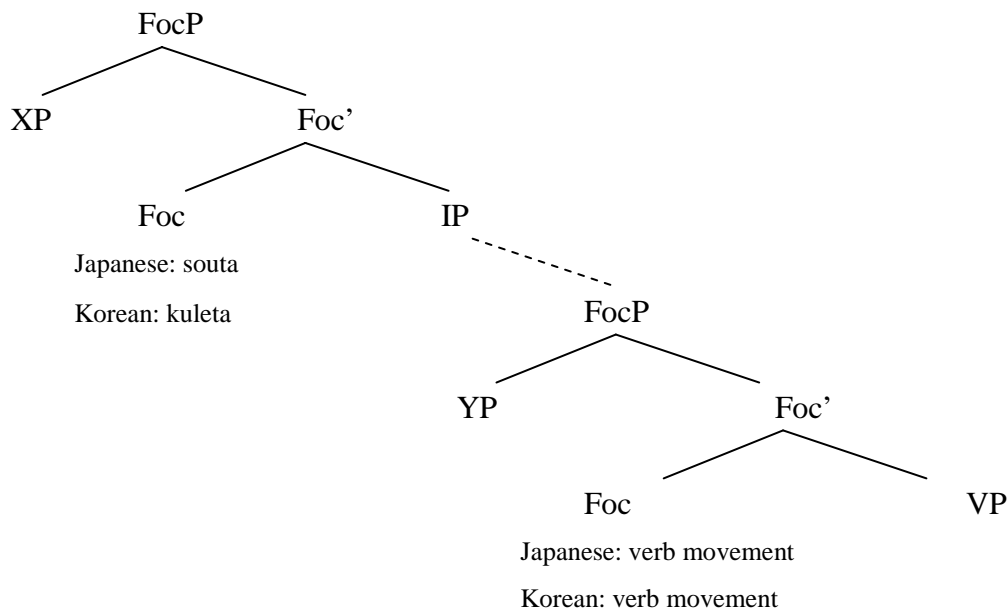 FocP
XP Foc’
Foc IP
Japanese: souta
Korean: kuleta
FocP
YP Foc’
Foc VP
Japanese: verb movement
Korean: verb movement